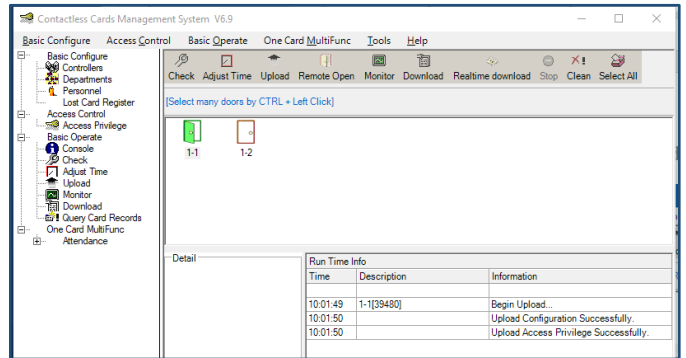 Contactless Cards Management System V6.9
Basic Configure Access Control Basic Operate One Card MultiFunc Tools Help
Basic Configure
Controllers
Departments
Personnel
Lost Card Register
Access Control
Access Privilege
Basic Operate
Console
Check
Adjust Time
Upload
Monitor
Download
Query Card Records
One Card MultiFunc
Attendance
Check Adjust Time Upload Remote Open Monitor Download Realtime download Stop Clean Select All
[Select many doors by CTRL + Left Click]
1-1 1-2
Detail
Run Time Info
Time Description Information
10:01:49 1-1[39480] Begin Upload...
10:01:50 Upload Configuration Successfully.
10:01:50 Upload Access Privilege Successfully.